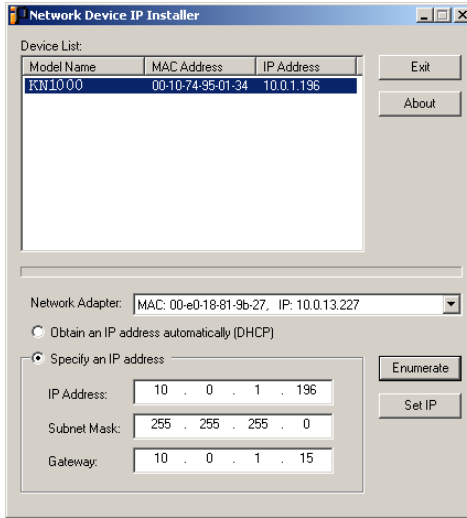 Network Device IP Installer
Device List:
Model Name MAC Address IP Address
KN1000 00-10-74-95-01-34 10.0.1.196
Exit
About
Network Adapter: MAC: 00-e0-18-81-9b-27, IP: 10.0.13.227
Obtain an IP address automatically (DHCP)
Specify an IP address
Enumerate
IP Address: 10 . 0 . 1 . 196
Set IP
Subnet Mask: 255 . 255 . 255 . 0
Gateway: 10 . 0 . 1 . 15